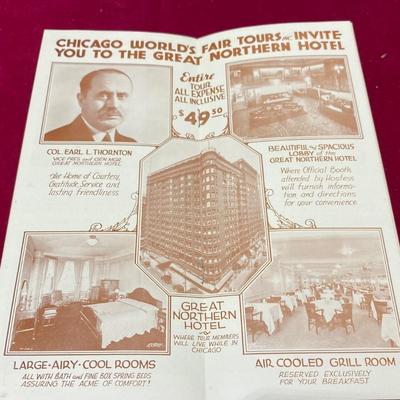 CHICAGO WORLD'S FAIR TOURS INC. INVITE-
YOU TO THE GREAT NORTHERN HOTEL
Entire
TOUR
ALL EXPENSE
ALL INCLUSIVE
$49.50
COL. EARL L. THORNTON
VICE PRES. and GEN. MGR.
GREAT NORTHERN HOTEL
The Home of Courtesy,
Gratitude, Service and
lasting friendliness
BEAUTIFUL and SPACIOUS
LOBBY of the
GREAT NORTHERN HOTEL
Where Official Booth,
attended by Hostess
will furnish informa-
tion and directions
for your convenience
GREAT
NORTHERN
HOTEL
WHERE TOUR MEMBERS
WILL LIVE WHILE IN
CHICAGO
LARGE-AIRY-COOL ROOMS
ALL WITH BATH and FINE BOX SPRING BEDS
ASSURING THE ACME OF COMFORT!
AIR COOLED GRILL ROOM
RESERVED EXCLUSIVELY
FOR YOUR BREAKFAST